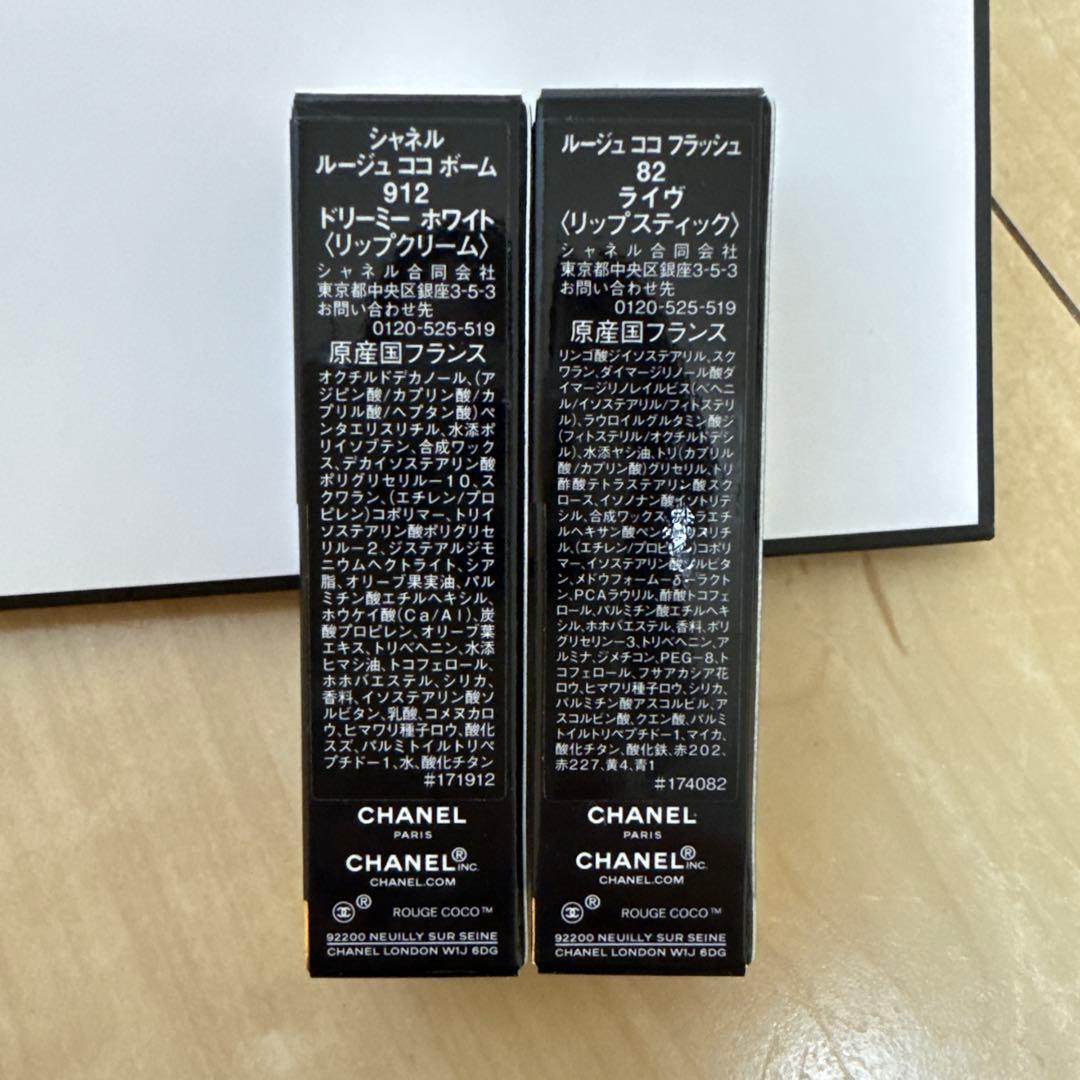 シャネル
ルージュ ココ ボーム
912
ドリーミー ホワイト
〈リップクリーム〉
シャネル合同会社
東京都中央区銀座3-5-3
お問い合わせ先
0120-525-519
原産国フランス
オクチルドデカノール、(ア
ジピン酸/カプリン酸/カ
プリル酸/ヘプタン酸)ペ
ンタエリスリチル、水添ポ
リイソブテン、合成ワック
ス、デカイソステアリン酸
ポリグリセリル－10、ス
クワラン、(エチレン/プロ
ピレン)コポリマー、トリイ
ソステアリン酸ポリグリセ
リル－2、ジステアルジモ
ニウムヘクトライト、シア
脂、オリーブ果実油、パル
ミチン酸エチルヘキシル、
ホウケイ酸(Ca/Al)、炭
酸プロピレン、オリーブ葉
エキス、トリベヘニン、水添
ヒマシ油、トコフェロール、
ホホバエステル、シリカ、
香料、イソステアリン酸ソ
ルビタン、乳酸、コメヌカロ
ウ、ヒマワリ種子ロウ、酸化
スズ、パルミトイルトリペ
プチド－1、水、酸化チタン
#171912
CHANEL
PARIS
CHANEL® INC.
CHANEL.COM
® ROUGE COCO™
92200 NEUILLY SUR SEINE
CHANEL LONDON W1J 6DG
ルージュ ココ フラッシュ
82
ライヴ
〈リップスティック〉
シャネル合同会社
東京都中央区銀座3-5-3
お問い合わせ先
0120-525-519
原産国フランス
リンゴ酸ジイソステアリル、スク
ワラン、ダイマージリノール酸ダ
イマージリノレイルビス(ベヘニ
ル/イソステアリル/フィトステリ
ル)、ラウロイルグルタミン酸ジ
(フィトステリル/オクチルドデシ
ル)、水添ヤシ油、トリ(カプリル
酸/カプリン酸)グリセリル、トリ
酢酸テトラステアリン酸スク
ロース、イソノナン酸イソトリデ
シル、合成ワックス、テトラエチ
ルヘキサン酸ペンタエリスリチ
ル、(エチレン/プロピレン)コポリ
マー、イソステアリン酸ソルビタ
ン、メドウフォーム－δ－ラクト
ン、PCAラウリル、酢酸トコフェ
ロール、パルミチン酸エチルヘキ
シル、ホホバエステル、香料、ポリ
グリセリン－3、トリベヘニン、ア
ルミナ、ジメチコン、PEG－8、ト
コフェロール、フサアカシア花
ロウ、ヒマワリ種子ロウ、シリカ、
パルミチン酸アスコルビル、ア
スコルビン酸、クエン酸、パルミ
トイルトリペプチド－1、マイカ、
酸化チタン、酸化鉄、赤202、
赤227、黄4、青1
#174082
CHANEL
PARIS
CHANEL® INC.
CHANEL.COM
® ROUGE COCO™
92200 NEUILLY SUR SEINE
CHANEL LONDON W1J 6DG